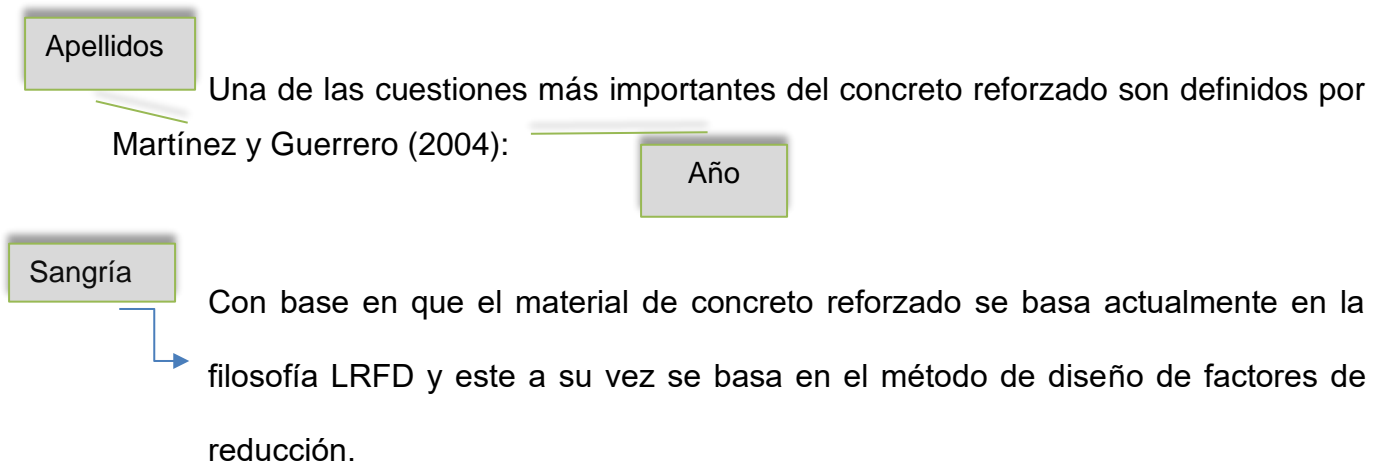 Apellidos
Una de las cuestiones más importantes del concreto reforzado son definidos por
Martínez y Guerrero (2004):
Año
Sangría
Con base en que el material de concreto reforzado se basa actualmente en la
filosofía LRFD y este a su vez se basa en el método de diseño de factores de
reducción.